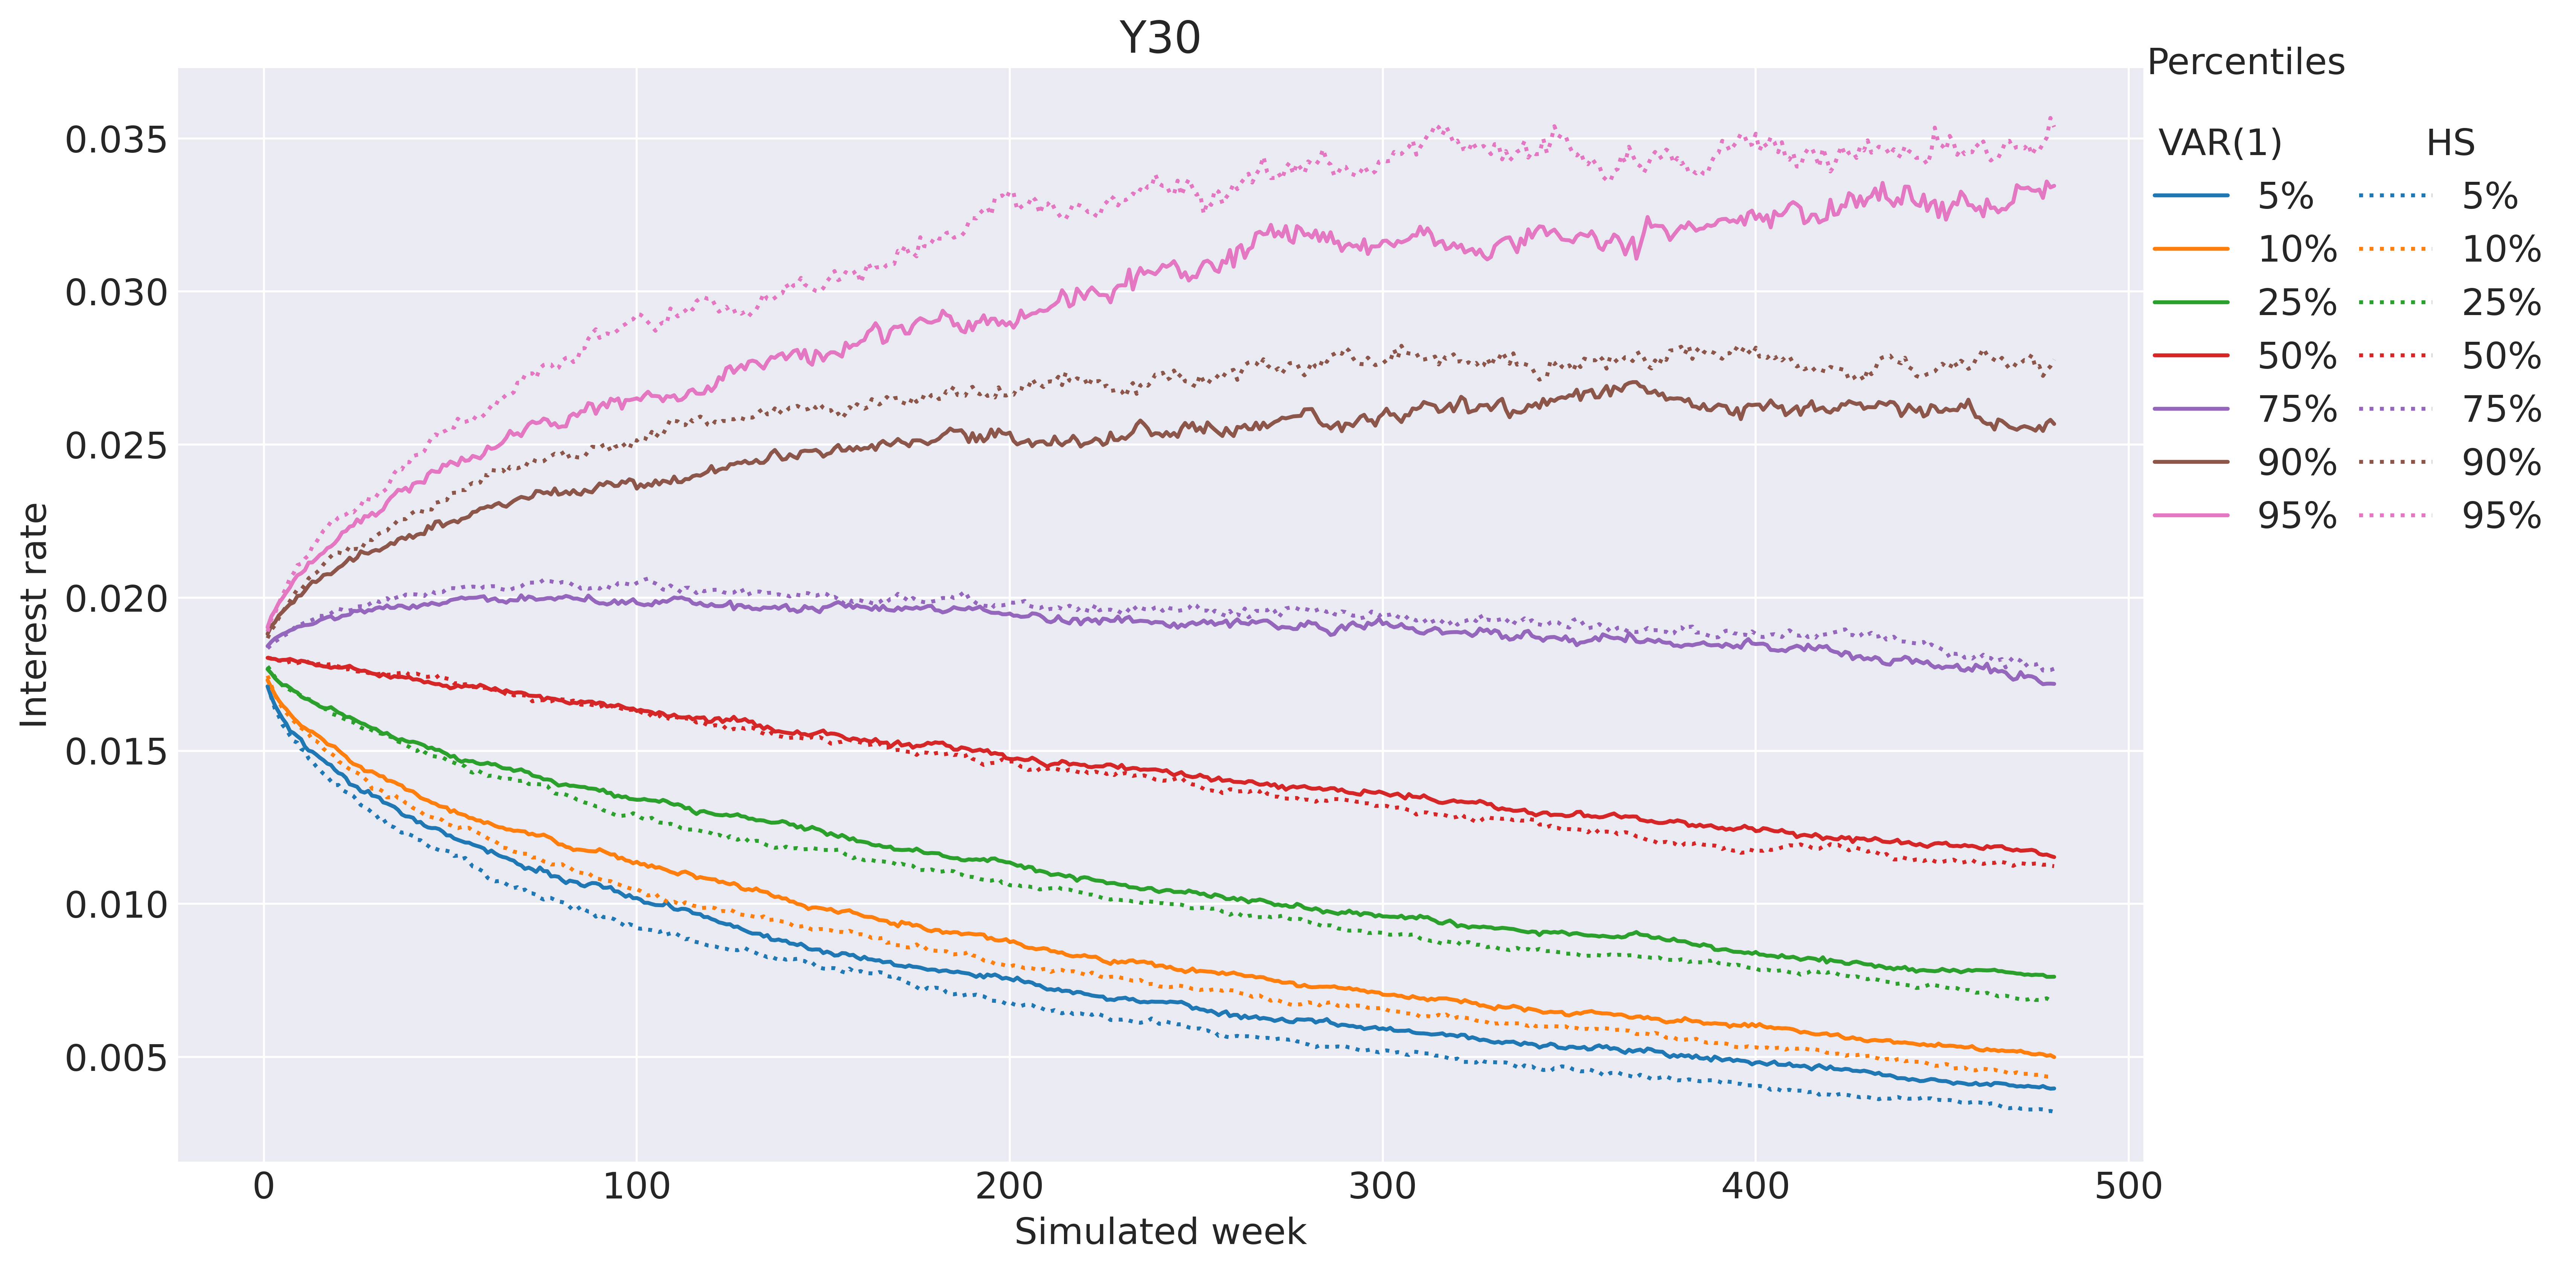 Y30
Percentiles
VAR(1) HS
5% 5%
10% 10%
25% 25%
50% 50%
75% 75%
90% 90%
95% 95%
Interest rate
0.035
0.030
0.025
0.020
0.015
0.010
0.005
0 100 200 300 400 500
Simulated week